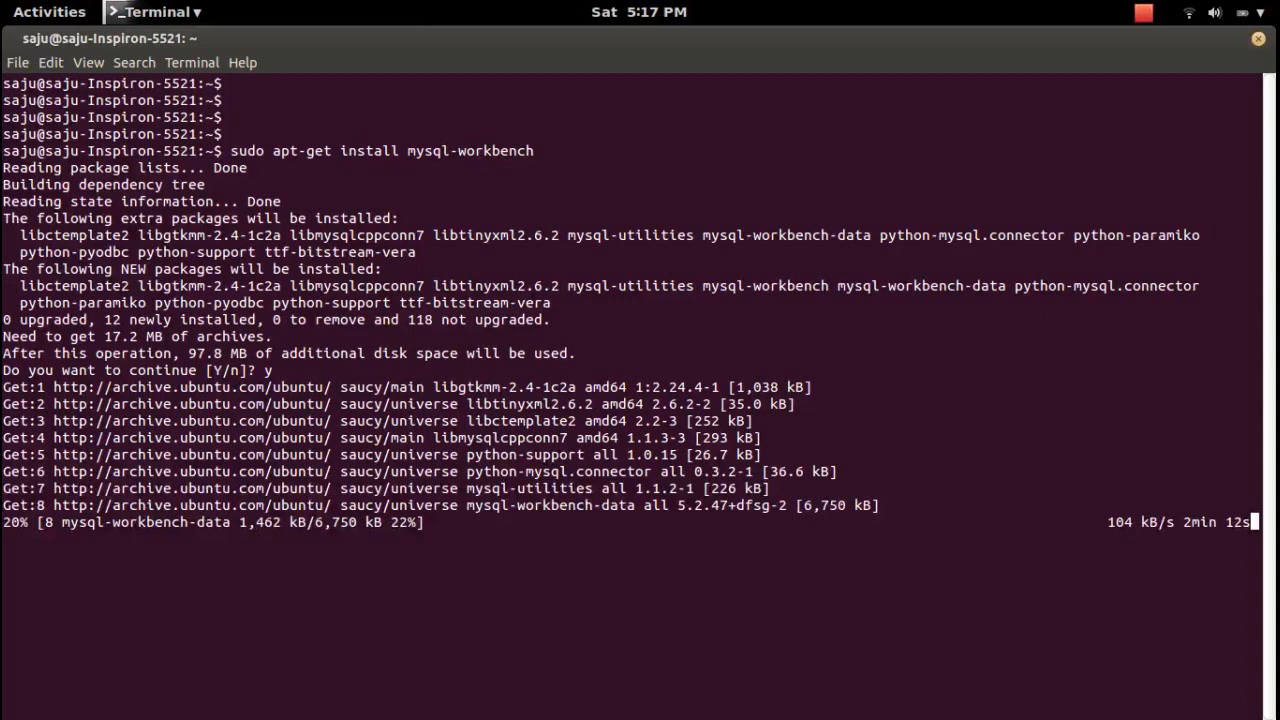 Activities >_Terminal ▾ Sat 5:17 PM
saju@saju-Inspiron-5521: ~
File Edit View Search Terminal Help
saju@saju-Inspiron-5521:~$
saju@saju-Inspiron-5521:~$
saju@saju-Inspiron-5521:~$
saju@saju-Inspiron-5521:~$
saju@saju-Inspiron-5521:~$ sudo apt-get install mysql-workbench
Reading package lists... Done
Building dependency tree
Reading state information... Done
The following extra packages will be installed:
libctemplate2 libgtkmm-2.4-1c2a libmysqlcppconn7 libtinyxml2.6.2 mysql-utilities mysql-workbench-data python-mysql.connector python-paramiko
python-pyodbc python-support ttf-bitstream-vera
The following NEW packages will be installed:
libctemplate2 libgtkmm-2.4-1c2a libmysqlcppconn7 libtinyxml2.6.2 mysql-utilities mysql-workbench mysql-workbench-data python-mysql.connector
python-paramiko python-pyodbc python-support ttf-bitstream-vera
0 upgraded, 12 newly installed, 0 to remove and 118 not upgraded.
Need to get 17.2 MB of archives.
After this operation, 97.8 MB of additional disk space will be used.
Do you want to continue [Y/n]? y
Get:1 http://archive.ubuntu.com/ubuntu/ saucy/main libgtkmm-2.4-1c2a amd64 1:2.24.4-1 [1,038 kB]
Get:2 http://archive.ubuntu.com/ubuntu/ saucy/universe libtinyxml2.6.2 amd64 2.6.2-2 [35.0 kB]
Get:3 http://archive.ubuntu.com/ubuntu/ saucy/universe libctemplate2 amd64 2.2-3 [252 kB]
Get:4 http://archive.ubuntu.com/ubuntu/ saucy/main libmysqlcppconn7 amd64 1.1.3-3 [293 kB]
Get:5 http://archive.ubuntu.com/ubuntu/ saucy/universe python-support all 1.0.15 [26.7 kB]
Get:6 http://archive.ubuntu.com/ubuntu/ saucy/universe python-mysql.connector all 0.3.2-1 [36.6 kB]
Get:7 http://archive.ubuntu.com/ubuntu/ saucy/universe mysql-utilities all 1.1.2-1 [226 kB]
Get:8 http://archive.ubuntu.com/ubuntu/ saucy/universe mysql-workbench-data all 5.2.47+dfsg-2 [6,750 kB]
20% [8 mysql-workbench-data 1,462 kB/6,750 kB 22%] 104 kB/s 2min 12s